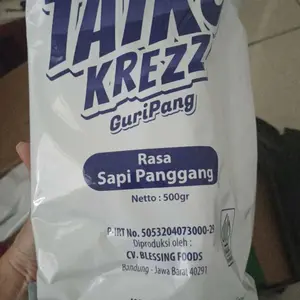 KREZZ
GuriPang
Rasa
Sapi Panggang
Netto : 500gr
P-IRT No. 5053204073000-29
Diproduksi oleh :
CV. BLESSING FOODS
Bandung - Jawa Barat 40291